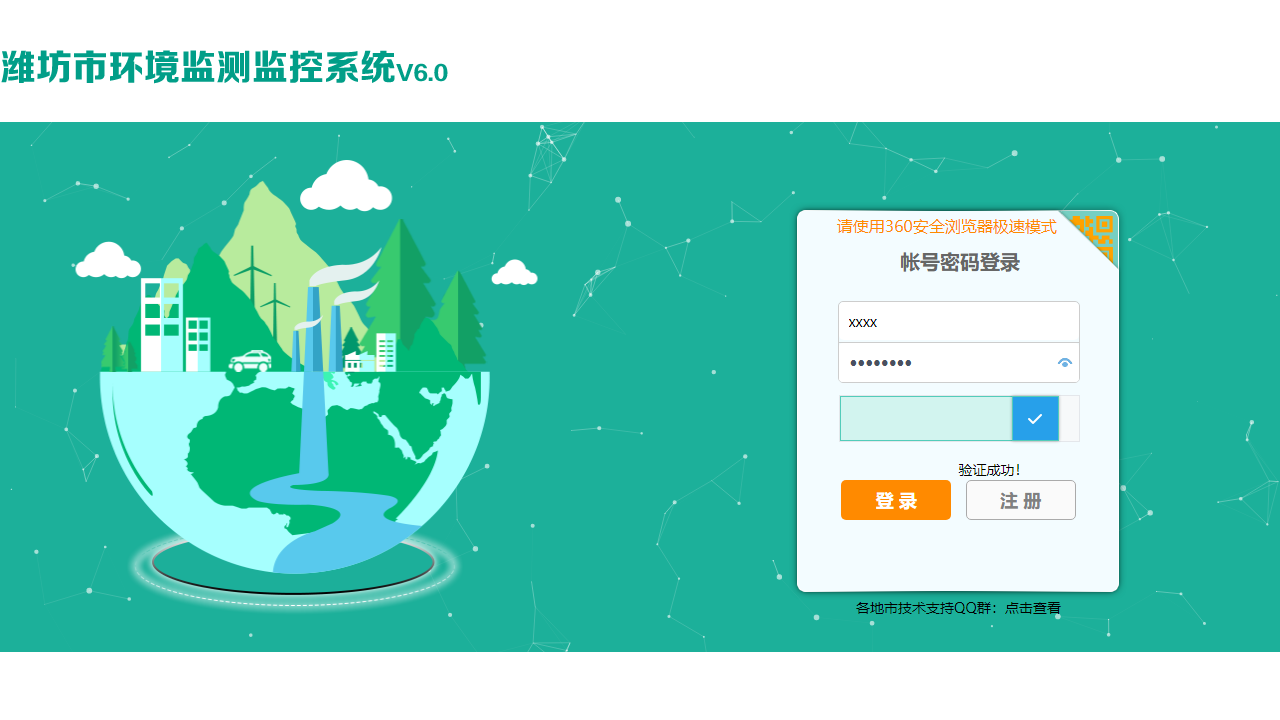 潍坊市环境监测监控系统V6.0
请使用360安全浏览器极速模式
帐号密码登录
xxxx
••••••••
验证成功!
登 录
注 册
各地市技术支持QQ群：点击查看